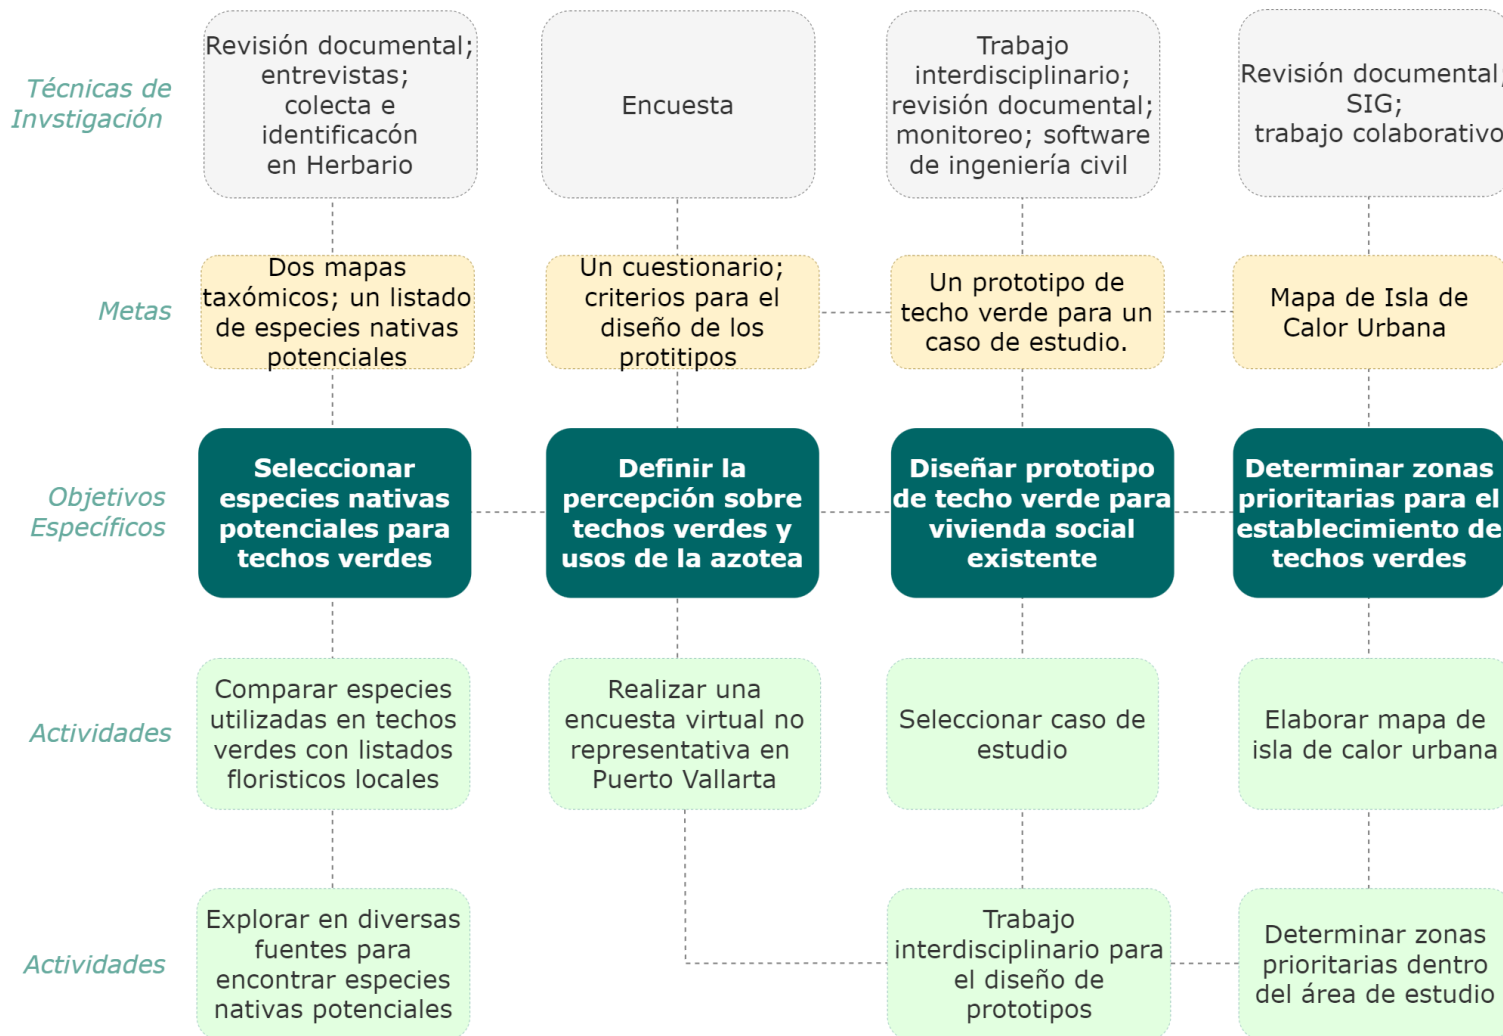 Técnicas de
Invstigación
Revisión documental;
entrevistas;
colecta e
identificacón
en Herbario
Encuesta
Trabajo
interdisciplinario;
revisión documental;
monitoreo; software
de ingeniería civil
Revisión documental;
SIG;
trabajo colaborativo
Metas
Dos mapas
taxómicos; un listado
de especies nativas
potenciales
Un cuestionario;
criterios para el
diseño de los
protitipos
Un prototipo de
techo verde para un
caso de estudio.
Mapa de Isla de
Calor Urbana
Objetivos
Específicos
Seleccionar
especies nativas
potenciales para
techos verdes
Definir la
percepción sobre
techos verdes y
usos de la azotea
Diseñar prototipo
de techo verde para
vivienda social
existente
Determinar zonas
prioritarias para el
establecimiento de
techos verdes
Actividades
Comparar especies
utilizadas en techos
verdes con listados
floristicos locales
Realizar una
encuesta virtual no
representativa en
Puerto Vallarta
Seleccionar caso de
estudio
Elaborar mapa de
isla de calor urbana
Actividades
Explorar en diversas
fuentes para
encontrar especies
nativas potenciales
Trabajo
interdisciplinario para
el diseño de
prototipos
Determinar zonas
prioritarias dentro
del área de estudio